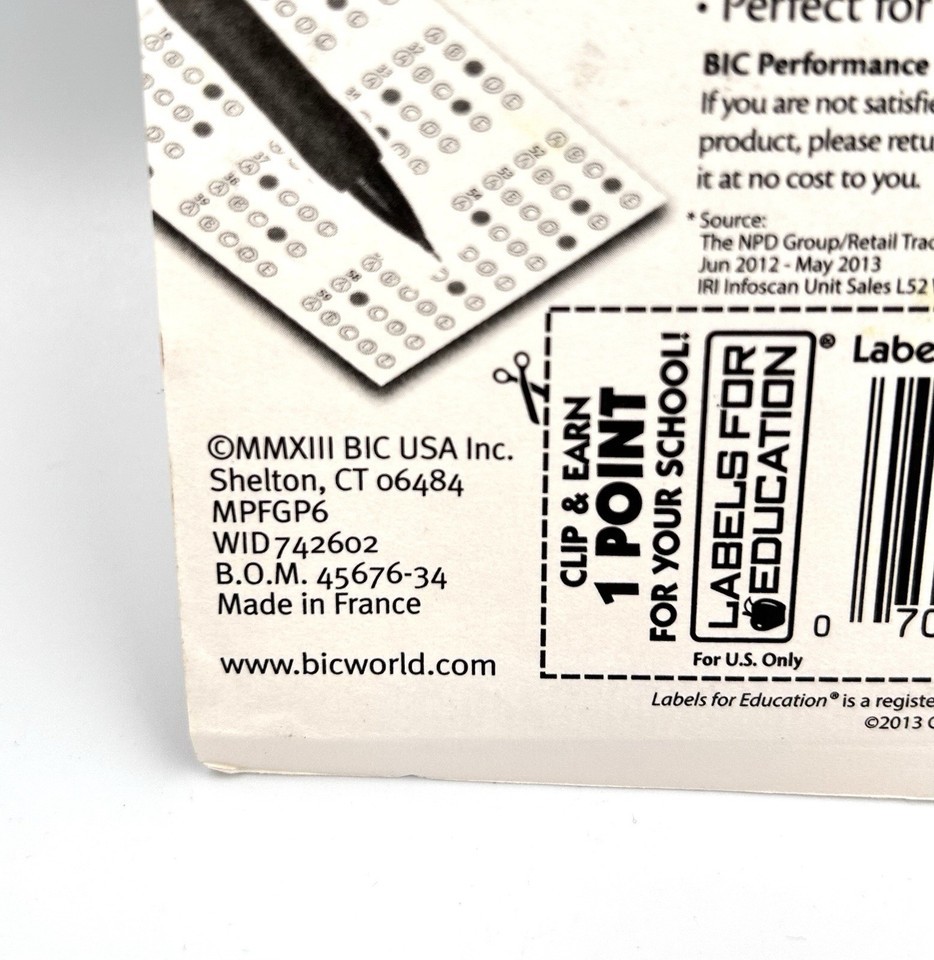 • Perfect for
BIC Performance
If you are not satisfie
product, please retu
it at no cost to you.
* Source:
The NPD Group/Retail Trac
Jun 2012 - May 2013
IRI Infoscan Unit Sales L52
©MMXIII BIC USA Inc.
Shelton, CT 06484
MPFGP6
WID 742602
B.O.M. 45676-34
Made in France
www.bicworld.com
CLIP & EARN
1 POINT
FOR YOUR SCHOOL!
LABELS FOR
EDUCATION®
Labe
0 70
For U.S. Only
Labels for Education® is a registe
©2013 C